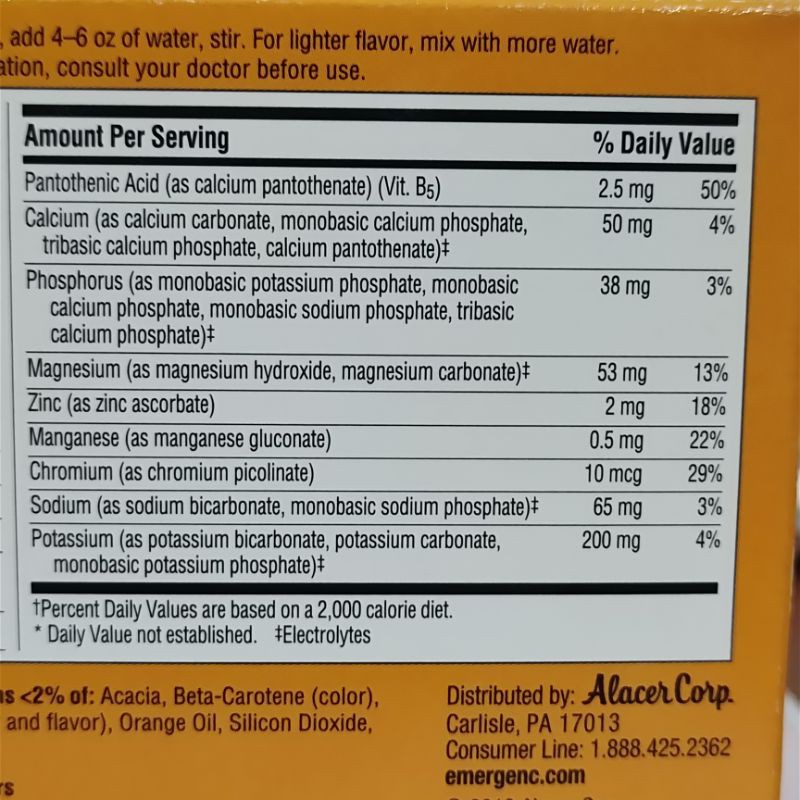 , add 4–6 oz of water, stir. For lighter flavor, mix with more water.
ation, consult your doctor before use.
Amount Per Serving % Daily Value
Pantothenic Acid (as calcium pantothenate) (Vit. B5) 2.5 mg 50%
Calcium (as calcium carbonate, monobasic calcium phosphate, 50 mg 4%
tribasic calcium phosphate, calcium pantothenate)‡
Phosphorus (as monobasic potassium phosphate, monobasic 38 mg 3%
calcium phosphate, monobasic sodium phosphate, tribasic
calcium phosphate)‡
Magnesium (as magnesium hydroxide, magnesium carbonate)‡ 53 mg 13%
Zinc (as zinc ascorbate) 2 mg 18%
Manganese (as manganese gluconate) 0.5 mg 22%
Chromium (as chromium picolinate) 10 mcg 29%
Sodium (as sodium bicarbonate, monobasic sodium phosphate)‡ 65 mg 3%
Potassium (as potassium bicarbonate, potassium carbonate, 200 mg 4%
monobasic potassium phosphate)‡
†Percent Daily Values are based on a 2,000 calorie diet.
* Daily Value not established. ‡Electrolytes
ns <2% of: Acacia, Beta-Carotene (color),
and flavor), Orange Oil, Silicon Dioxide,
rs
Distributed by: Alacer Corp.
Carlisle, PA 17013
Consumer Line: 1.888.425.2362
emergenc.com